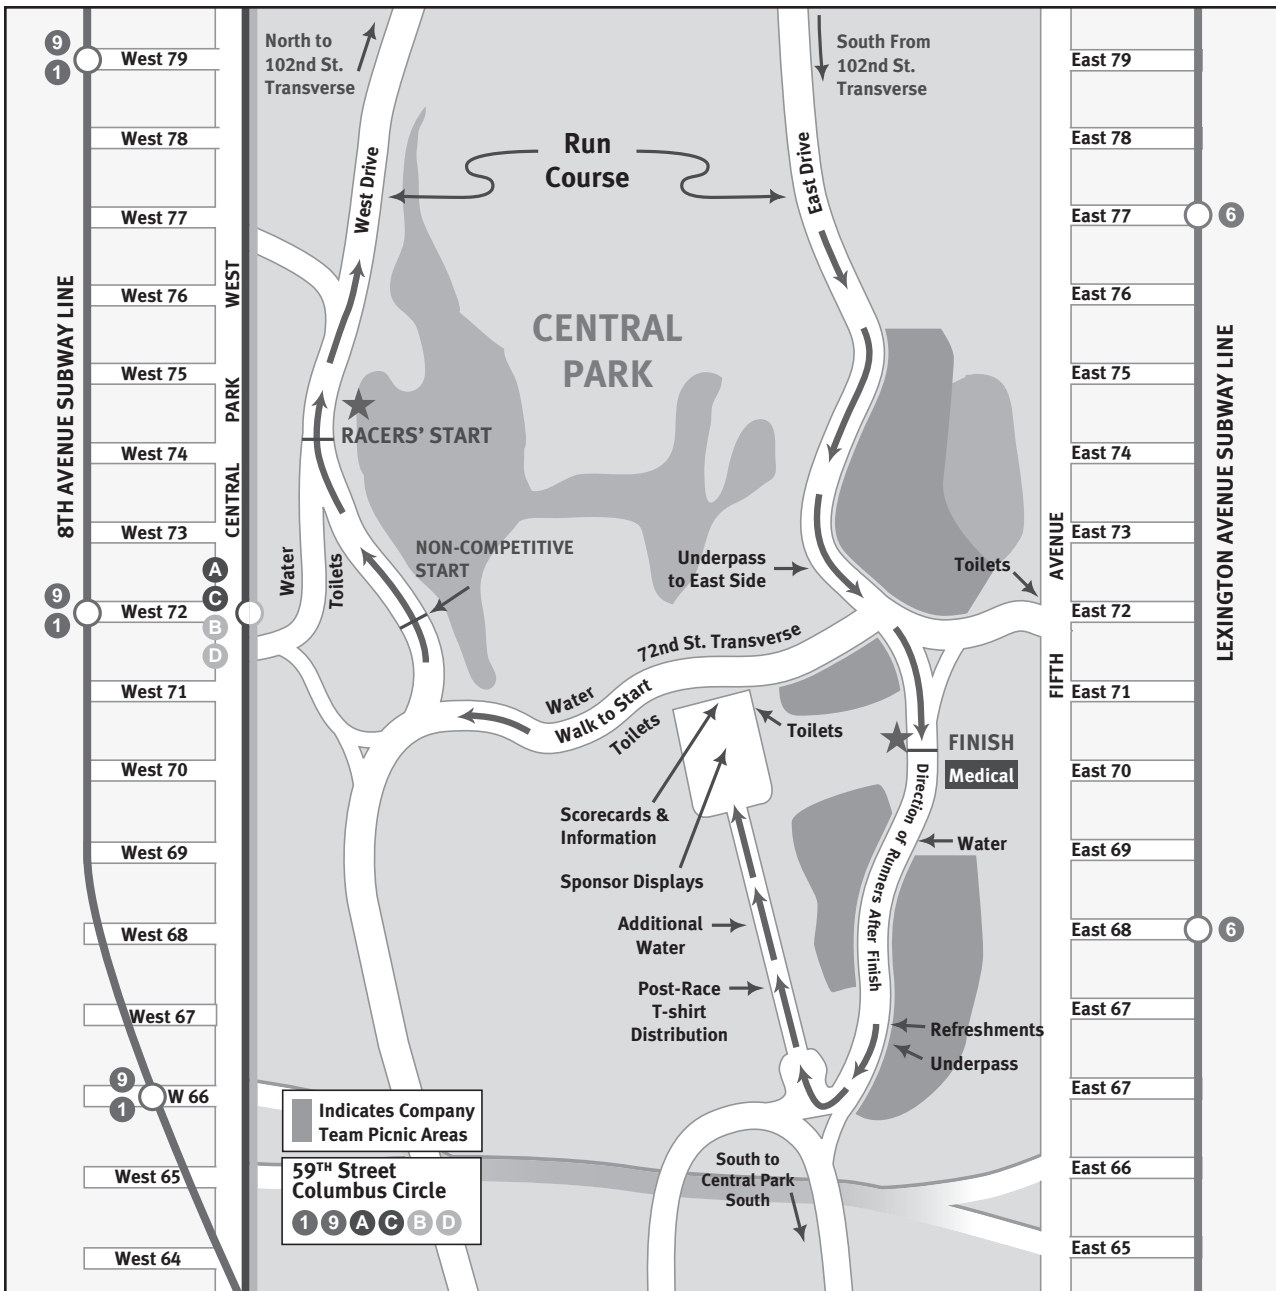 9
1
West 79
West 78
West 77
West 76
West 75
West 74
West 73
9
1
West 72
A
C
B
D
West 71
West 70
West 69
West 68
West 67
9
1
W 66
West 65
West 64
8TH AVENUE SUBWAY LINE
CENTRAL PARK WEST
North to
102nd St.
Transverse
South From
102nd St.
Transverse
Run
Course
West Drive
East Drive
CENTRAL
PARK
RACERS' START
NON-COMPETITIVE
START
Water
Toilets
Underpass
to East Side
Toilets
72nd St. Transverse
Water
Walk to Start
Toilets
Toilets
FINISH
Medical
Direction of Runners After Finish
Water
Scorecards &
Information
Sponsor Displays
Additional
Water
Post-Race
T-shirt
Distribution
Refreshments
Underpass
South to
Central Park
South
Indicates Company
Team Picnic Areas
59TH Street
Columbus Circle
1 9 A C B D
FIFTH AVENUE
East 79
East 78
East 77
6
East 76
East 75
East 74
East 73
East 72
East 71
East 70
East 69
East 68
6
East 67
East 67
East 66
East 65
LEXINGTON AVENUE SUBWAY LINE